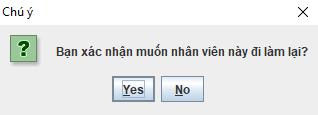 Chú ý
Bạn xác nhận muốn nhân viên này đi làm lại?
Yes No